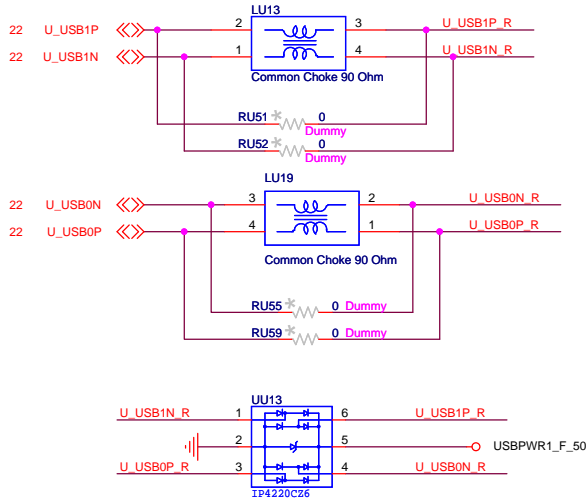 LU13
22 U_USB1P 2 3 U_USB1P_R
22 U_USB1N 1 4 U_USB1N_R
Common Choke 90 Ohm
RU51 * 0
Dummy
RU52 * 0
Dummy
LU19
22 U_USB0N 3 2 U_USB0N_R
22 U_USB0P 4 1 U_USB0P_R
Common Choke 90 Ohm
RU55 * 0 Dummy
RU59 * 0 Dummy
UU13
U_USB1N_R 1 6 U_USB1P_R
2 5 USBPWR1_F_50
U_USB0P_R 3 4 U_USB0N_R
IP4220CZ6